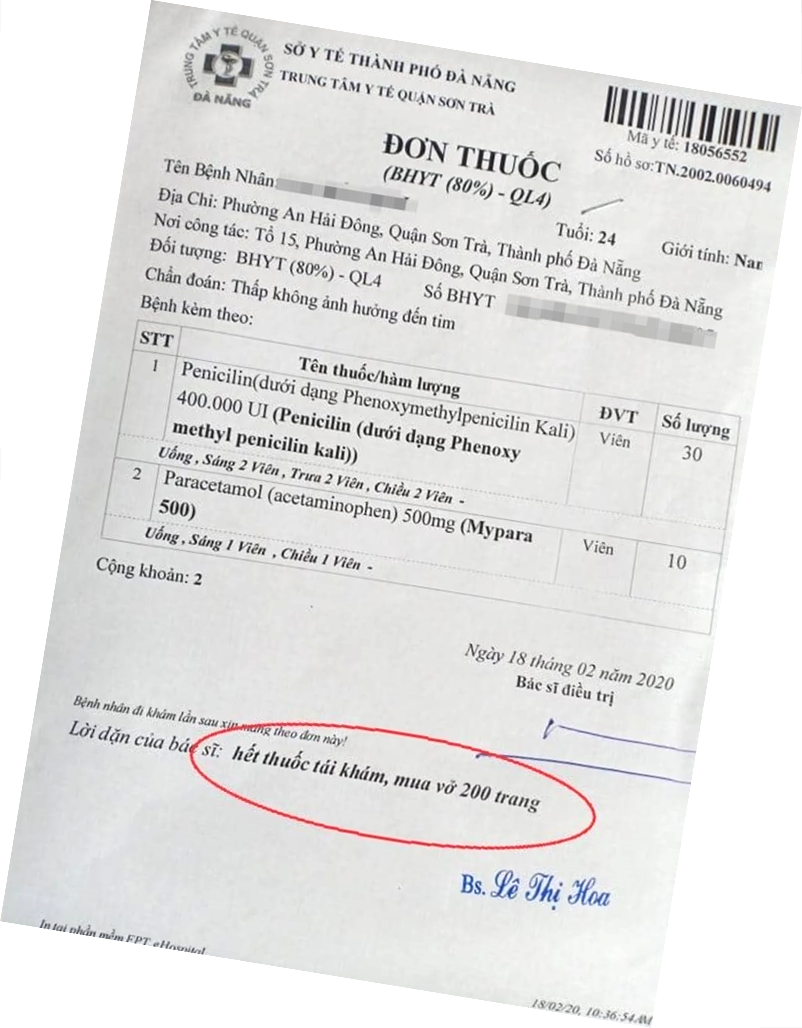 TRUNG TÂM Y TẾ QUẬN SƠN TRÀ
ĐÀ NẴNG
SỞ Y TẾ THÀNH PHỐ ĐÀ NẴNG
TRUNG TÂM Y TẾ QUẬN SƠN TRÀ
Mã y tế: 18056552
Số hồ sơ:TN.2002.0060494
ĐƠN THUỐC
(BHYT (80%) - QL4)
Tên Bệnh Nhân:
Tuổi: 24 Giới tính: Nam
Địa Chỉ: Phường An Hải Đông, Quận Sơn Trà, Thành phố Đà Nẵng
Nơi công tác: Tổ 15, Phường An Hải Đông, Quận Sơn Trà, Thành phố Đà Nẵng
Đối tượng: BHYT (80%) - QL4 Số BHYT
Chẩn đoán: Thấp không ảnh hưởng đến tim
Bệnh kèm theo:
STT Tên thuốc/hàm lượng ĐVT Số lượng
1 Penicilin(dưới dạng Phenoxymethylpenicilin Kali) Viên 30
400.000 UI (Penicilin (dưới dạng Phenoxy
methyl penicilin kali))
Uống , Sáng 2 Viên , Trưa 2 Viên , Chiều 2 Viên -
2 Paracetamol (acetaminophen) 500mg (Mypara Viên 10
500)
Uống , Sáng 1 Viên , Chiều 1 Viên -
Cộng khoản: 2
Ngày 18 tháng 02 năm 2020
Bác sĩ điều trị
Bệnh nhân đi khám lần sau xin mang theo đơn này!
Lời dặn của bác sĩ: hết thuốc tái khám, mua vở 200 trang
Bs. Lê Thị Hoa
In tại phần mềm FPT eHospital
18/02/20, 10:36:54AM